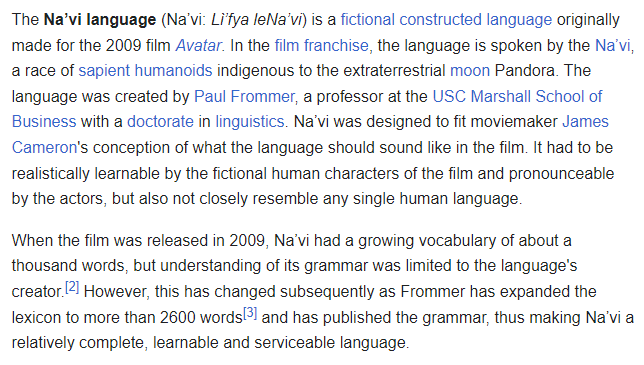 The Na’vi language (Na’vi: Lì’fya leNa’vi) is a fictional constructed language originally
made for the 2009 film Avatar. In the film franchise, the language is spoken by the Na’vi,
a race of sapient humanoids indigenous to the extraterrestrial moon Pandora. The
language was created by Paul Frommer, a professor at the USC Marshall School of
Business with a doctorate in linguistics. Na’vi was designed to fit moviemaker James
Cameron's conception of what the language should sound like in the film. It had to be
realistically learnable by the fictional human characters of the film and pronounceable
by the actors, but also not closely resemble any single human language.
When the film was released in 2009, Na’vi had a growing vocabulary of about a
thousand words, but understanding of its grammar was limited to the language's
creator.[2] However, this has changed subsequently as Frommer has expanded the
lexicon to more than 2600 words[3] and has published the grammar, thus making Na’vi a
relatively complete, learnable and serviceable language.